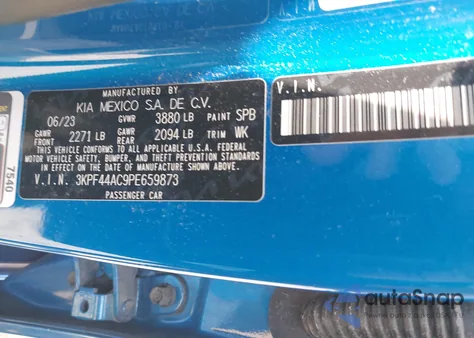 MANUFACTURED BY
KIA MEXICO S.A. DE C.V.
06/23 GVWR 3880 LB PAINT SPB
GAWR FRONT 2271 LB GAWR REAR 2094 LB TRIM WK
THIS VEHICLE CONFORMS TO ALL APPLICABLE U.S.A. FEDERAL
MOTOR VEHICLE SAFETY, BUMPER, AND THEFT PREVENTION STANDARDS
IN EFFECT ON THE DATE OF MANUFACTURE SHOWN ABOVE.
V.I.N. 3KPF44AC9PE659873
PASSENGER CAR
V.I.N.
7540
autoSnap